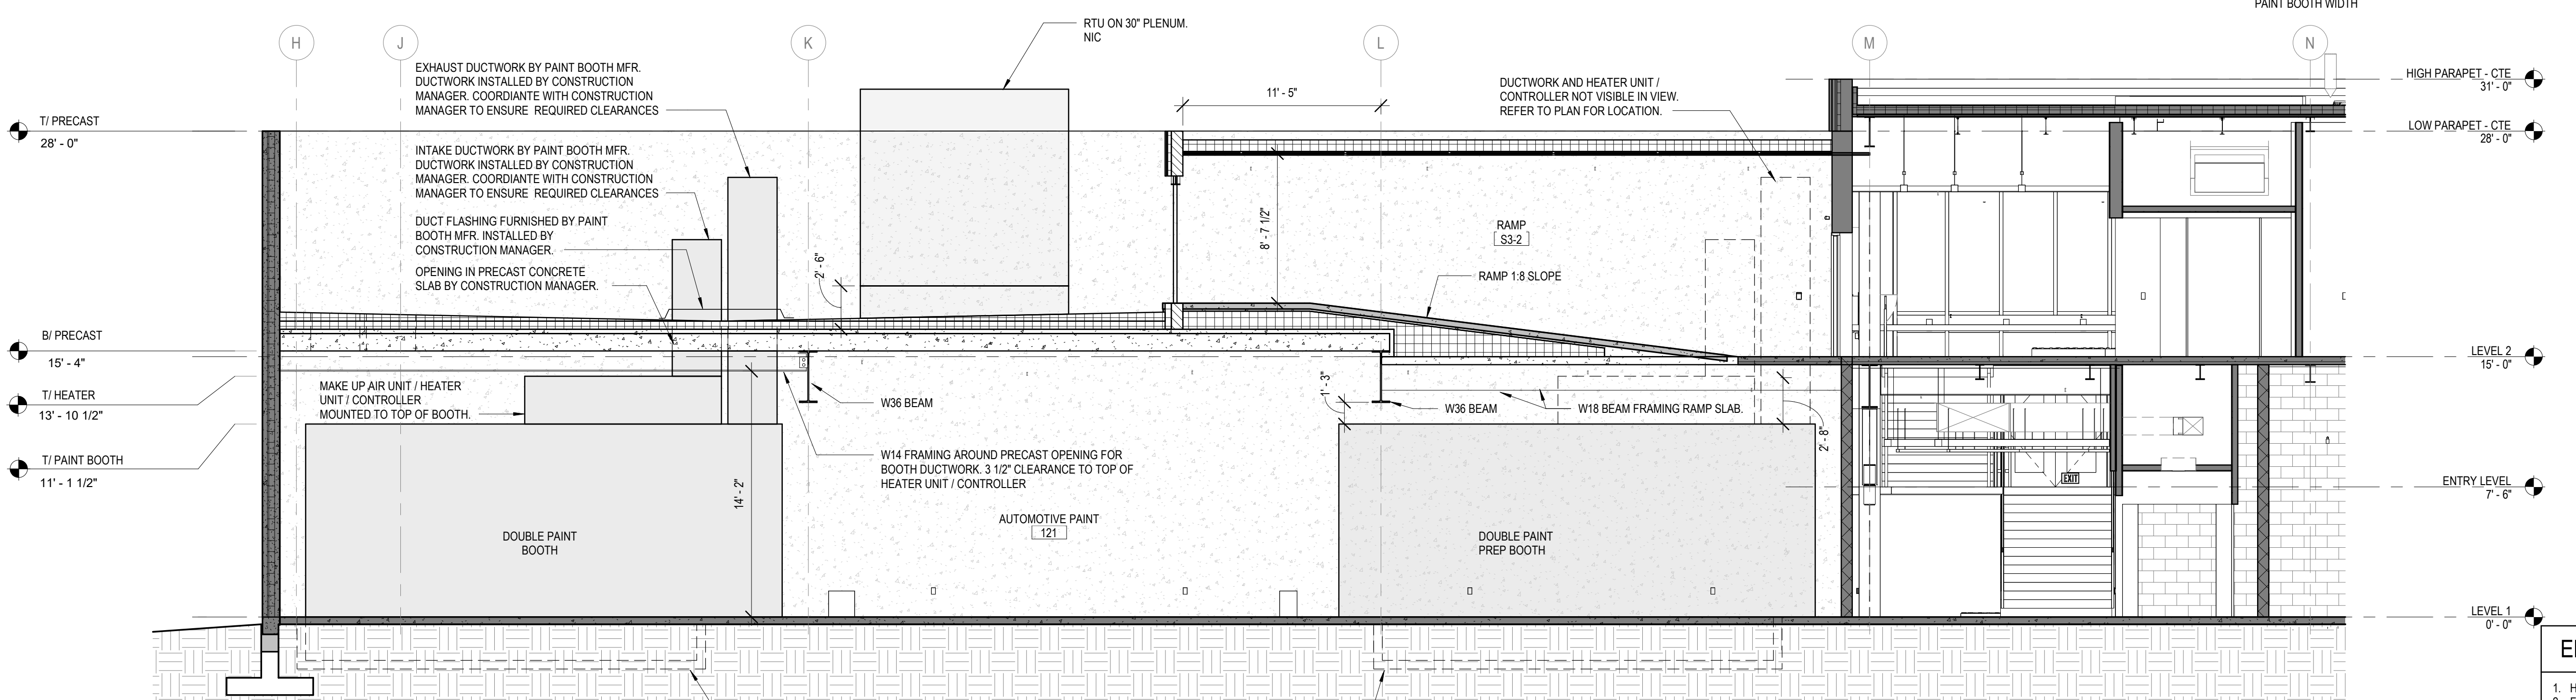 PAINT BOOTH WIDTH
H
J
K
L
M
N
RTU ON 30" PLENUM.
NIC
EXHAUST DUCTWORK BY PAINT BOOTH MFR.
DUCTWORK INSTALLED BY CONSTRUCTION
MANAGER. COORDIANTE WITH CONSTRUCTION
MANAGER TO ENSURE REQUIRED CLEARANCES
INTAKE DUCTWORK BY PAINT BOOTH MFR.
DUCTWORK INSTALLED BY CONSTRUCTION
MANAGER. COORDIANTE WITH CONSTRUCTION
MANAGER TO ENSURE REQUIRED CLEARANCES
DUCT FLASHING FURNISHED BY PAINT
BOOTH MFR. INSTALLED BY
CONSTRUCTION MANAGER.
OPENING IN PRECAST CONCRETE
SLAB BY CONSTRUCTION MANAGER.
DUCTWORK AND HEATER UNIT /
CONTROLLER NOT VISIBLE IN VIEW.
REFER TO PLAN FOR LOCATION.
11' - 5"
HIGH PARAPET - CTE
31' - 0"
LOW PARAPET - CTE
28' - 0"
T/ PRECAST
28' - 0"
2' - 6"
8' - 7 1/2"
RAMP
S3-2
RAMP 1:8 SLOPE
B/ PRECAST
15' - 4"
LEVEL 2
15' - 0"
T/ HEATER
13' - 10 1/2"
MAKE UP AIR UNIT / HEATER
UNIT / CONTROLLER
MOUNTED TO TOP OF BOOTH.
W36 BEAM
1' - 3"
W36 BEAM
W18 BEAM FRAMING RAMP SLAB.
2' - 8"
T/ PAINT BOOTH
11' - 1 1/2"
W14 FRAMING AROUND PRECAST OPENING FOR
BOOTH DUCTWORK. 3 1/2" CLEARANCE TO TOP OF
HEATER UNIT / CONTROLLER
14' - 2"
EXIT
ENTRY LEVEL
7' - 6"
AUTOMOTIVE PAINT
121
DOUBLE PAINT
BOOTH
DOUBLE PAINT
PREP BOOTH
LEVEL 1
0' - 0"
1.